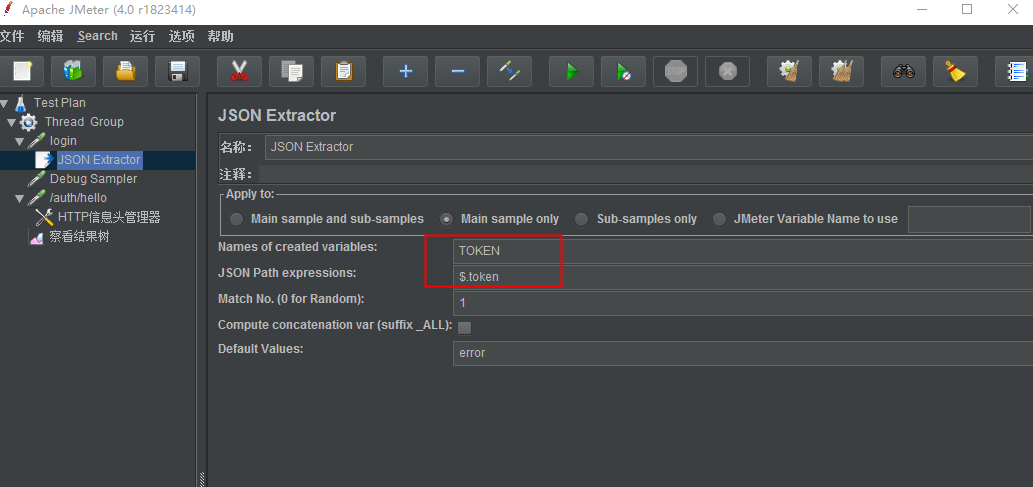 Apache JMeter (4.0 r1823414)
文件 编辑 Search 运行 选项 帮助
STOP
Test Plan
Thread Group
login
JSON Extractor
Debug Sampler
/auth/hello
HTTP信息头管理器
察看结果树
JSON Extractor
名称： JSON Extractor
注释：
Apply to:
Main sample and sub-samples Main sample only Sub-samples only JMeter Variable Name to use
Names of created variables: TOKEN
JSON Path expressions: $.token
Match No. (0 for Random): 1
Compute concatenation var (suffix _ALL):
Default Values: error